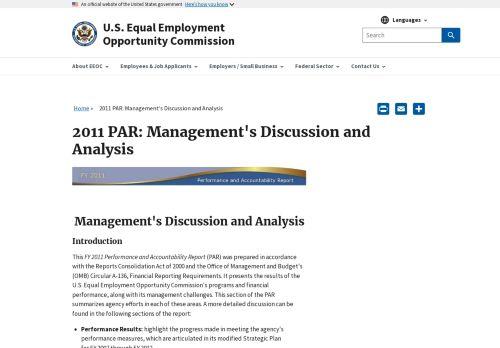 An official website of the United States government Here's how you know
U.S. Equal Employment
Opportunity Commission
Languages
Search
About EEOC
Employees & Job Applicants
Employers / Small Business
Federal Sector
Contact Us
Home » 2011 PAR: Management's Discussion and Analysis
2011 PAR: Management's Discussion and
Analysis
FY 2011
Performance and Accountability Report
Management's Discussion and Analysis
Introduction
This FY 2011 Performance and Accountability Report (PAR) was prepared in accordance
with the Reports Consolidation Act of 2000 and the Office of Management and Budget's
(OMB) Circular A-136, Financial Reporting Requirements. It presents the results of the
U.S. Equal Employment Opportunity Commission's programs and financial
performance, along with its management challenges. This section of the PAR
summarizes agency efforts in each of these areas. A more detailed discussion can be
found in the following sections of the report:
• Performance Results: highlight the progress made in meeting the agency's
performance measures, which are articulated in its modified Strategic Plan
for FY 2007 through FY 2012